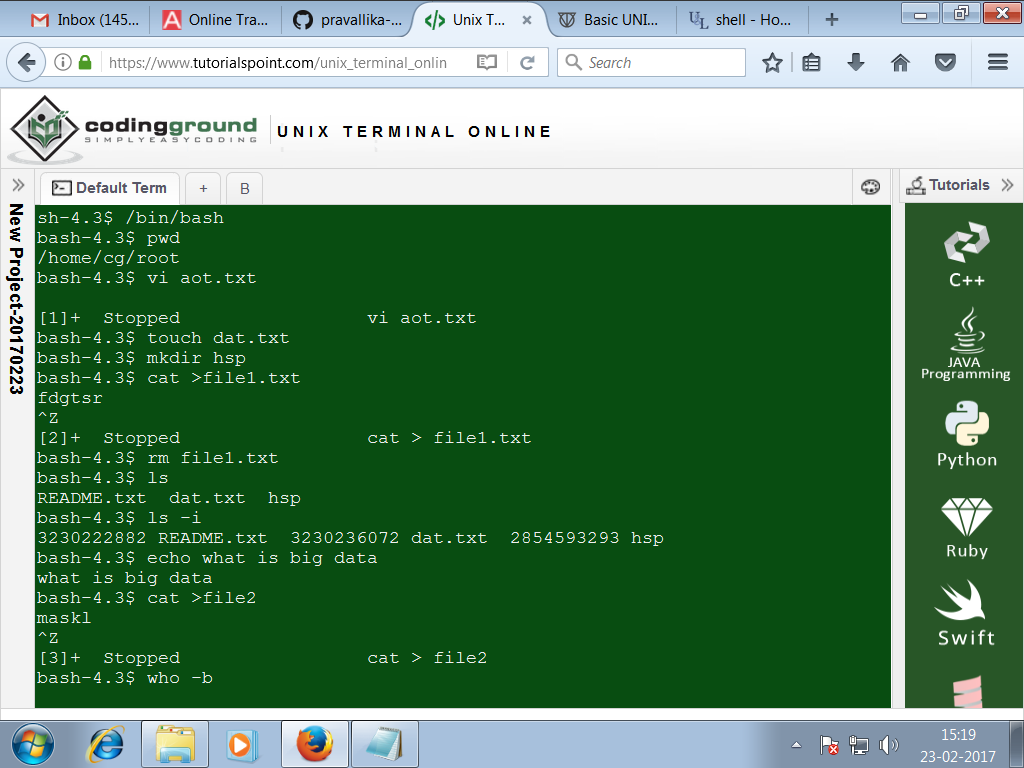 Inbox (145...
Online Tra...
pravallika-...
Unix T...
Basic UNI...
shell - Ho...
https://www.tutorialspoint.com/unix_terminal_onlin
Search
codingground
SIMPLYEASYCODING
UNIX TERMINAL ONLINE
Default Term
+
B
Tutorials
New Project-20170223
sh-4.3$ /bin/bash
bash-4.3$ pwd
/home/cg/root
bash-4.3$ vi aot.txt
[1]+  Stopped                 vi aot.txt
bash-4.3$ touch dat.txt
bash-4.3$ mkdir hsp
bash-4.3$ cat >file1.txt
fdgtsr
^Z
[2]+  Stopped                 cat > file1.txt
bash-4.3$ rm file1.txt
bash-4.3$ ls
README.txt  dat.txt  hsp
bash-4.3$ ls -i
3230222882 README.txt  3230236072 dat.txt  2854593293 hsp
bash-4.3$ echo what is big data
what is big data
bash-4.3$ cat >file2
maskl
^Z
[3]+  Stopped                 cat > file2
bash-4.3$ who -b
C++
JAVA
Programming
Python
Ruby
Swift
15:19
23-02-2017